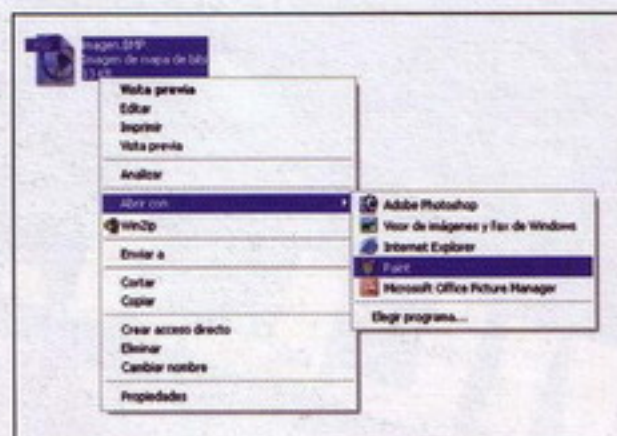 Imagen.BMP
Imagen de mapa de bits
Vista previa
Editar
Imprimir
Vista previa
Analizar
Abrir con
WinZip
Enviar a
Cortar
Copiar
Crear acceso directo
Eliminar
Cambiar nombre
Propiedades
Adobe Photoshop
Visor de imágenes y fax de Windows
Internet Explorer
Paint
Microsoft Office Picture Manager
Elegir programa...